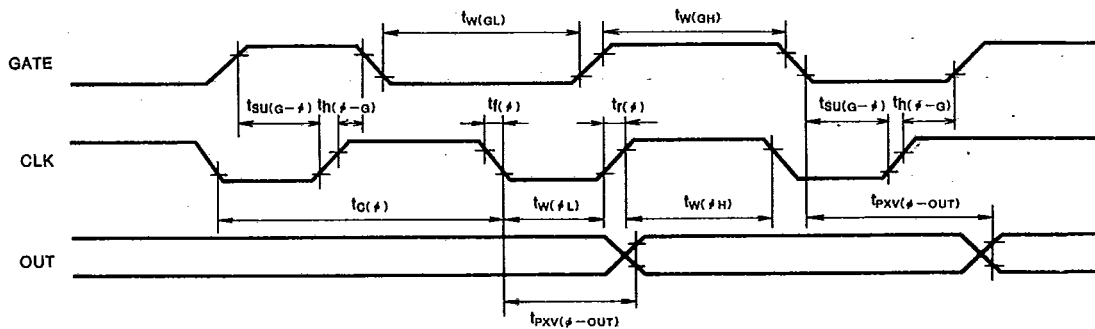 tW(GL)
tW(GH)
GATE
tSU(G-ϕ)
th(ϕ-G)
tf(ϕ)
tr(ϕ)
tSU(G-ϕ)
th(ϕ-G)
CLK
tC(ϕ)
tW(ϕL)
tW(ϕH)
tPXV(ϕ-OUT)
OUT
tPXV(ϕ-OUT)